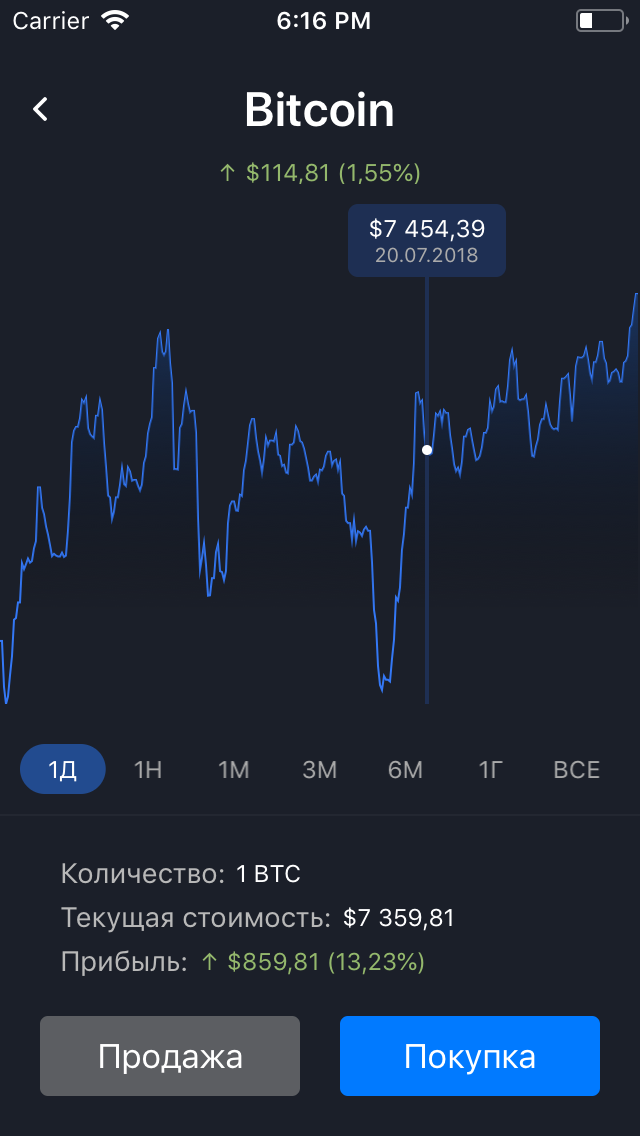 Carrier 6:16 PM
Bitcoin
↑ $114,81 (1,55%)
$7 454,39
20.07.2018
1Д 1Н 1М 3М 6М 1Г ВСЕ
Количество: 1 BTC
Текущая стоимость: $7 359,81
Прибыль: ↑ $859,81 (13,23%)
Продажа Покупка